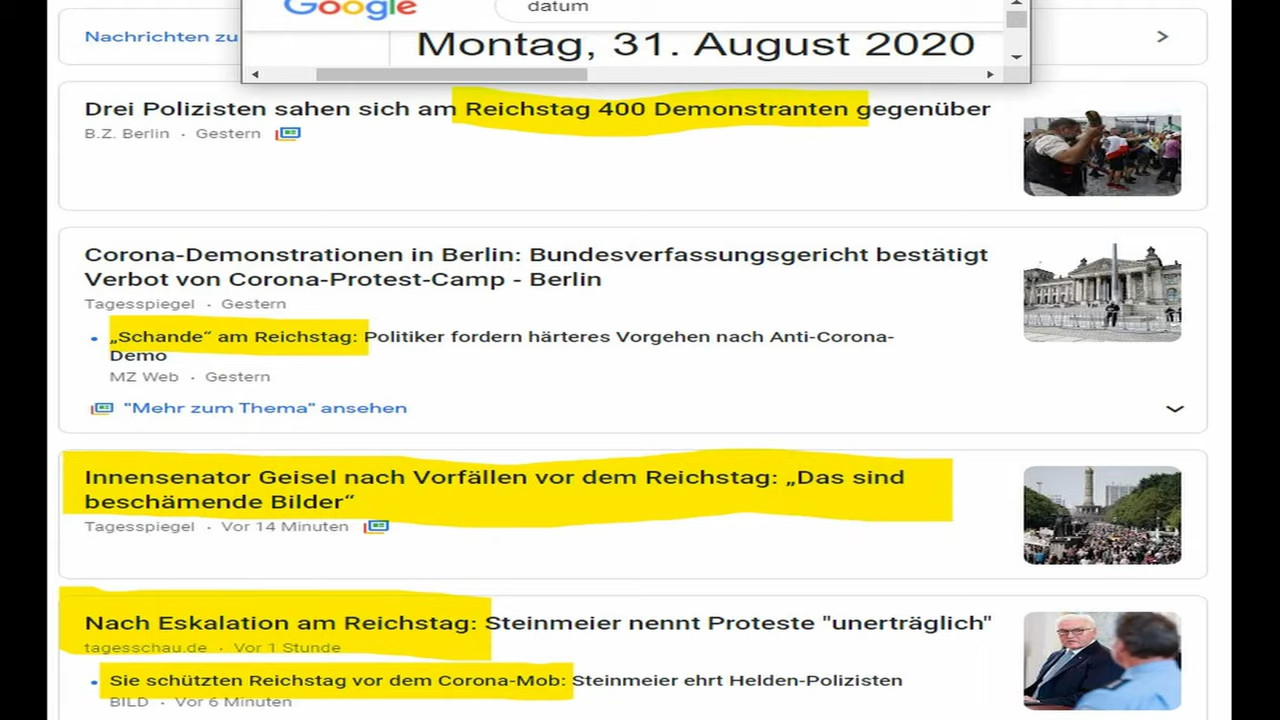 Google
datum
Nachrichten zu
Montag, 31. August 2020
Drei Polizisten sahen sich am Reichstag 400 Demonstranten gegenüber
B.Z. Berlin · Gestern
Corona-Demonstrationen in Berlin: Bundesverfassungsgericht bestätigt
Verbot von Corona-Protest-Camp - Berlin
Tagesspiegel · Gestern
• „Schande“ am Reichstag: Politiker fordern härteres Vorgehen nach Anti-Corona-
Demo
MZ Web · Gestern
"Mehr zum Thema" ansehen
Innensenator Geisel nach Vorfällen vor dem Reichstag: „Das sind
beschämende Bilder“
Tagesspiegel · Vor 14 Minuten
Nach Eskalation am Reichstag: Steinmeier nennt Proteste "unerträglich"
tagesschau.de · Vor 1 Stunde
• Sie schützten Reichstag vor dem Corona-Mob: Steinmeier ehrt Helden-Polizisten
BILD · Vor 6 Minuten